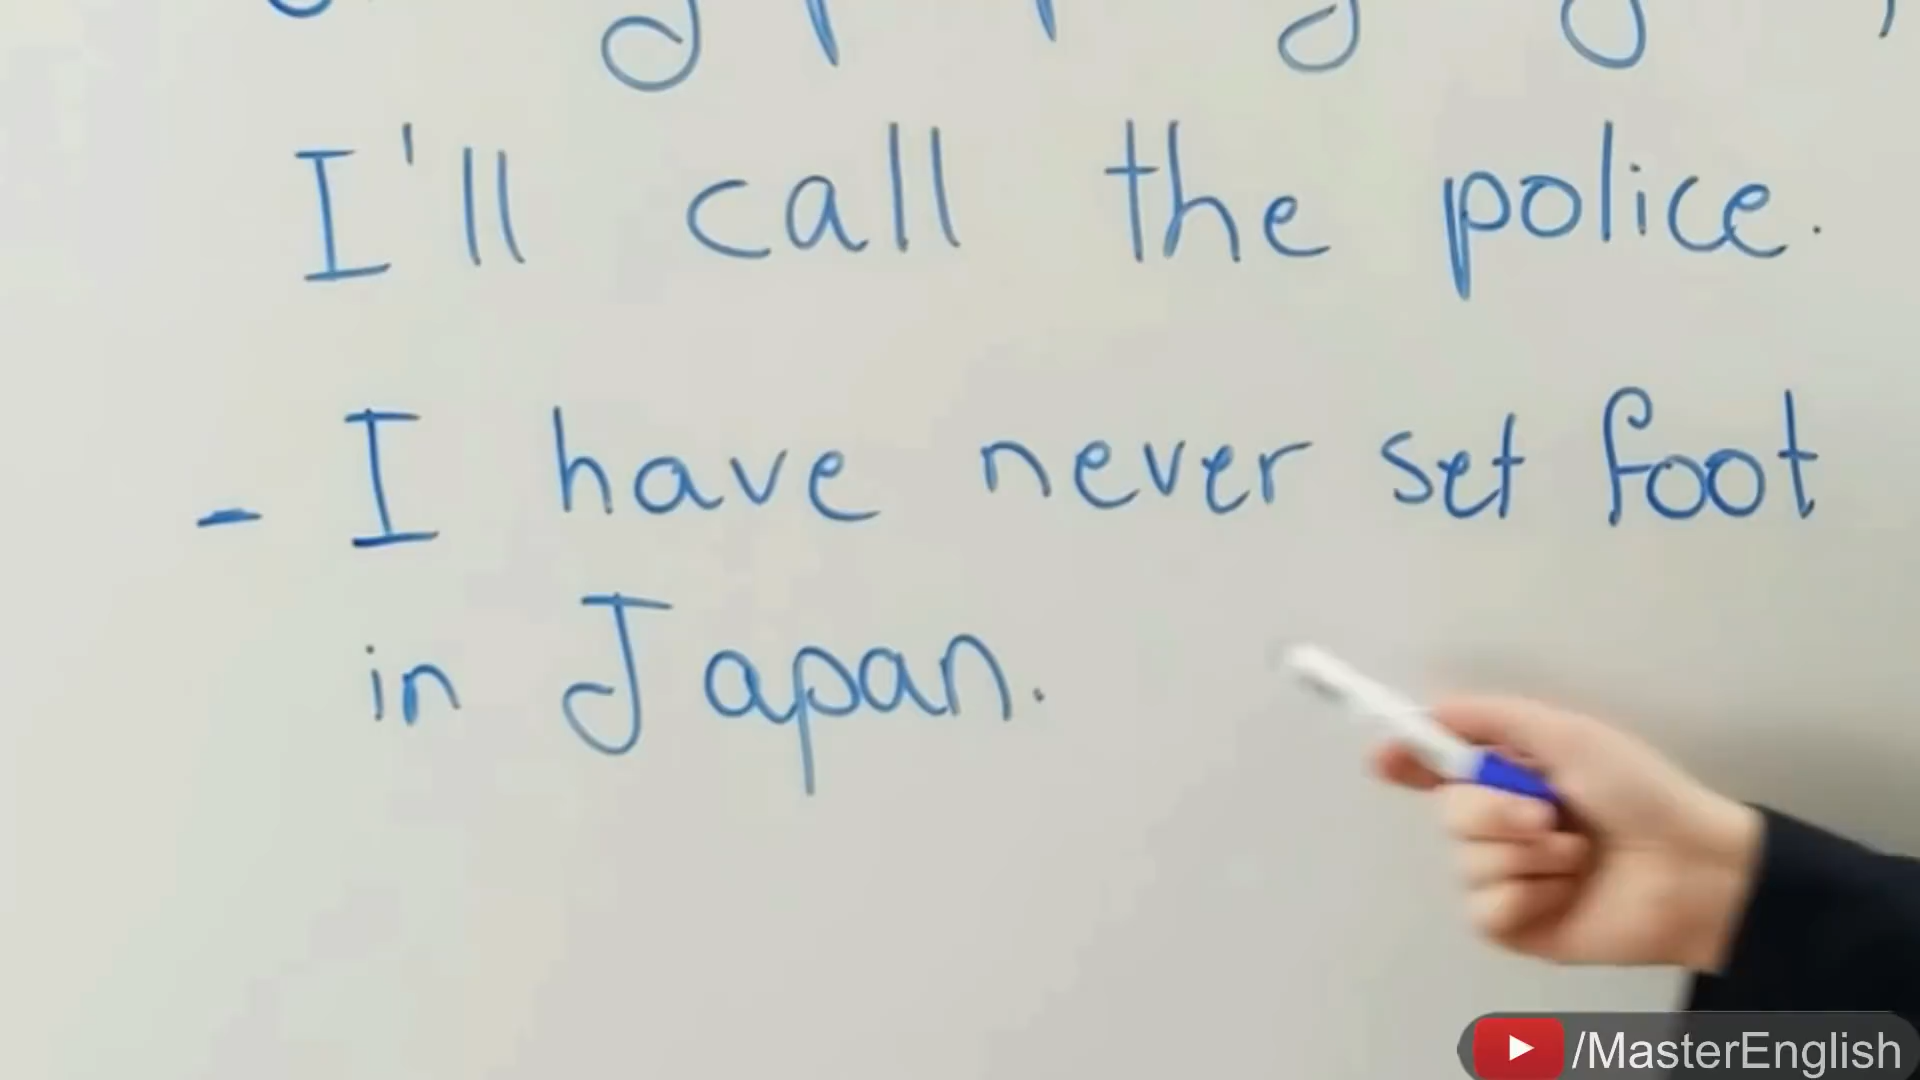 I'll call the police.
- I have never set foot
in Japan.
/MasterEnglish